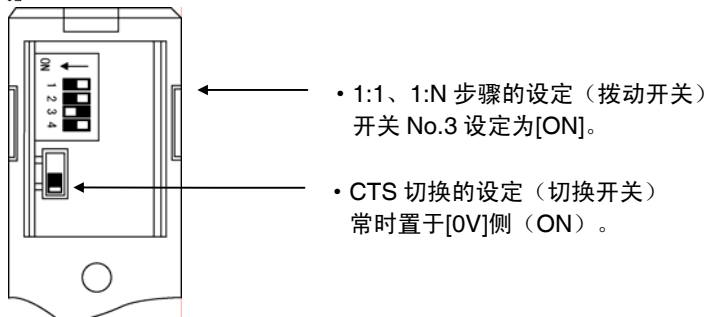 ON
1
2
3
4
・1:1、1:N 步骤的设定（拨动开关）
开关 No.3 设定为[ON]。
・CTS 切换的设定（切换开关）
常时置于[0V]侧（ON）。